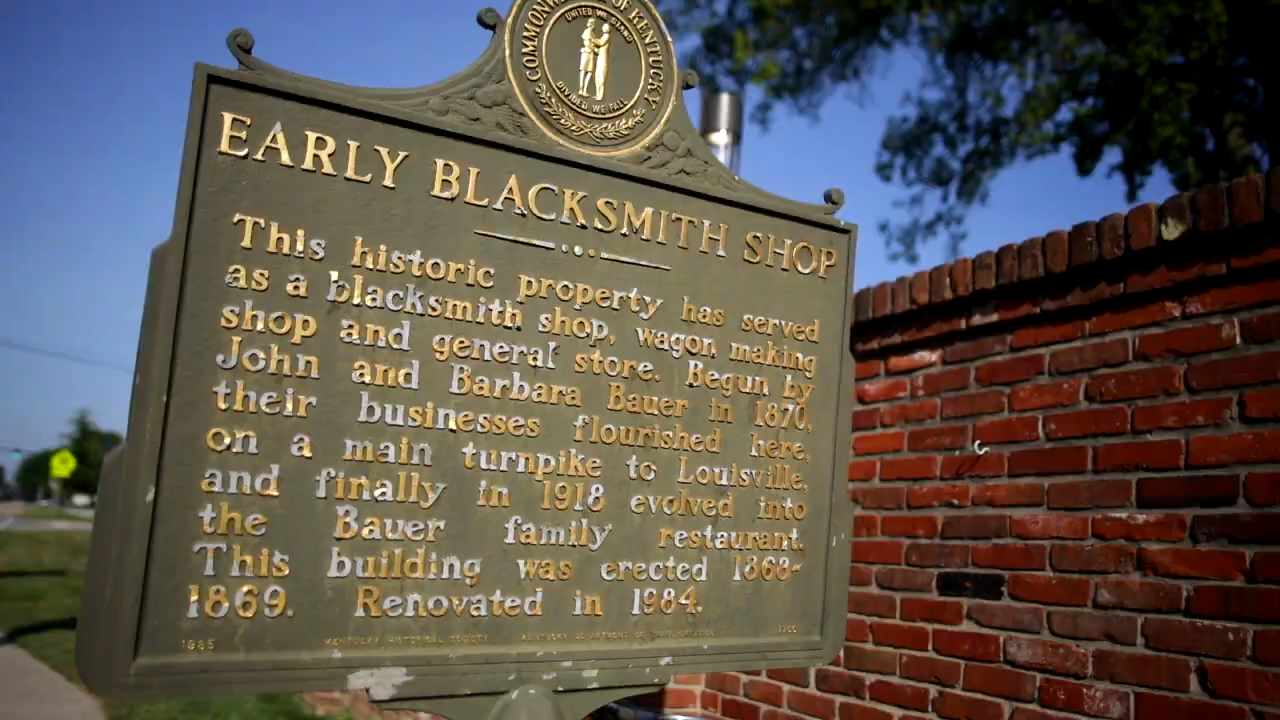 COMMONWEALTH OF KENTUCKY
UNITED WE STAND
DIVIDED WE FALL
EARLY BLACKSMITH SHOP
This historic property has served
as a blacksmith shop, wagon making
shop and general store. Begun by
John and Barbara Bauer in 1870,
their businesses flourished here,
on a main turnpike to Louisville,
and finally in 1918 evolved into
the Bauer family restaurant.
This building was erected 1868-
1869. Renovated in 1984.
1985 KENTUCKY HISTORICAL SOCIETY KENTUCKY DEPARTMENT OF TRANSPORTATION